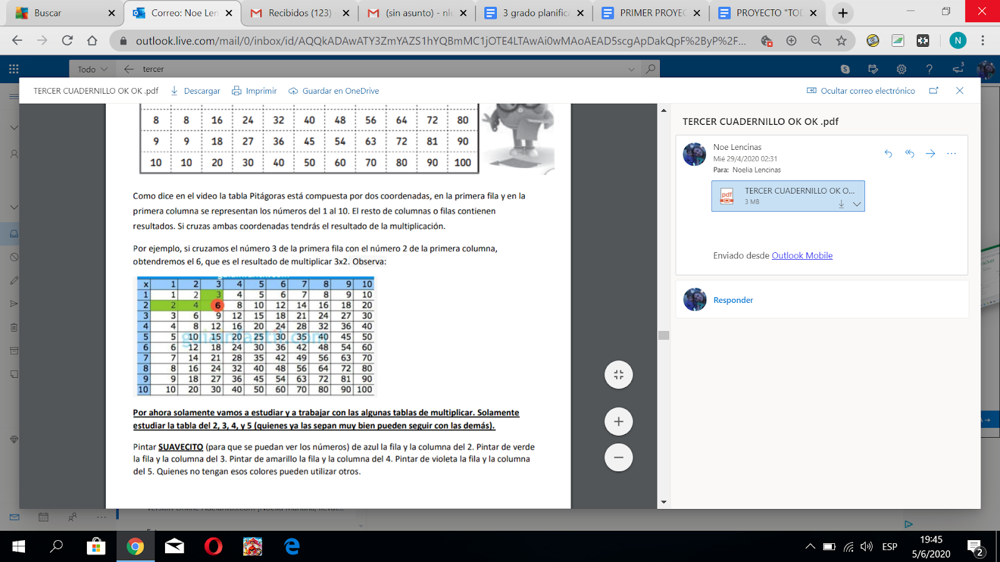 Buscar
Correo: Noe Len
Recibidos (123)
(sin asunto) - nle
3 grado planifica
PRIMER PROYEC
PROYECTO "TOD
outlook.live.com/mail/0/inbox/id/AQQkADAwATY3ZmYAZS1hYQBmMC1jOTE4LTAwAi0wMAoAEAD5scgApDakQpF%2ByP%2F...
N
Todo
tercer
3
TERCER CUADERNILLO OK OK .pdf
Descargar
Imprimir
Guardar en OneDrive
Ocultar correo electrónico
8 8 16 24 32 40 48 56 64 72 80
9 9 18 27 36 45 54 63 72 81 90
10 10 20 30 40 50 60 70 80 90 100
Como dice en el video la tabla Pitágoras está compuesta por dos coordenadas, en la primera fila y en la
primera columna se representan los números del 1 al 10. El resto de columnas o filas contienen
resultados. Si cruzas ambas coordenadas tendrás el resultado de la multiplicación.
Por ejemplo, si cruzamos el número 3 de la primera fila con el número 2 de la primera columna,
obtendremos el 6, que es el resultado de multiplicar 3x2. Observa:
x 1 2 3 4 5 6 7 8 9 10
1 1 2 3 4 5 6 7 8 9 10
2 2 4 6 8 10 12 14 16 18 20
3 3 6 9 12 15 18 21 24 27 30
4 4 8 12 16 20 24 28 32 36 40
5 5 10 15 20 25 30 35 40 45 50
6 6 12 18 24 30 36 42 48 54 60
7 7 14 21 28 35 42 49 56 63 70
8 8 16 24 32 40 48 56 64 72 80
9 9 18 27 36 45 54 63 72 81 90
10 10 20 30 40 50 60 70 80 90 100
guiainfantil.com
Por ahora solamente vamos a estudiar y a trabajar con las algunas tablas de multiplicar. Solamente
estudiar la tabla del 2, 3, 4, y 5 (quienes ya las sepan muy bien pueden seguir con las demás).
Pintar SUAVECITO (para que se puedan ver los números) de azul la fila y la columna del 2. Pintar de verde
la fila y la columna del 3. Pintar de amarillo la fila y la columna del 4. Pintar de violeta la fila y la columna
del 5. Quienes no tengan esos colores pueden utilizar otros.
TERCER CUADERNILLO OK OK .pdf
Noe Lencinas
Mié 29/4/2020 02:31
Para: Noelia Lencinas
pdf
TERCER CUADERNILLO OK O...
3 MB
Enviado desde Outlook Mobile
Responder
ESP
19:45
5/6/2020
2